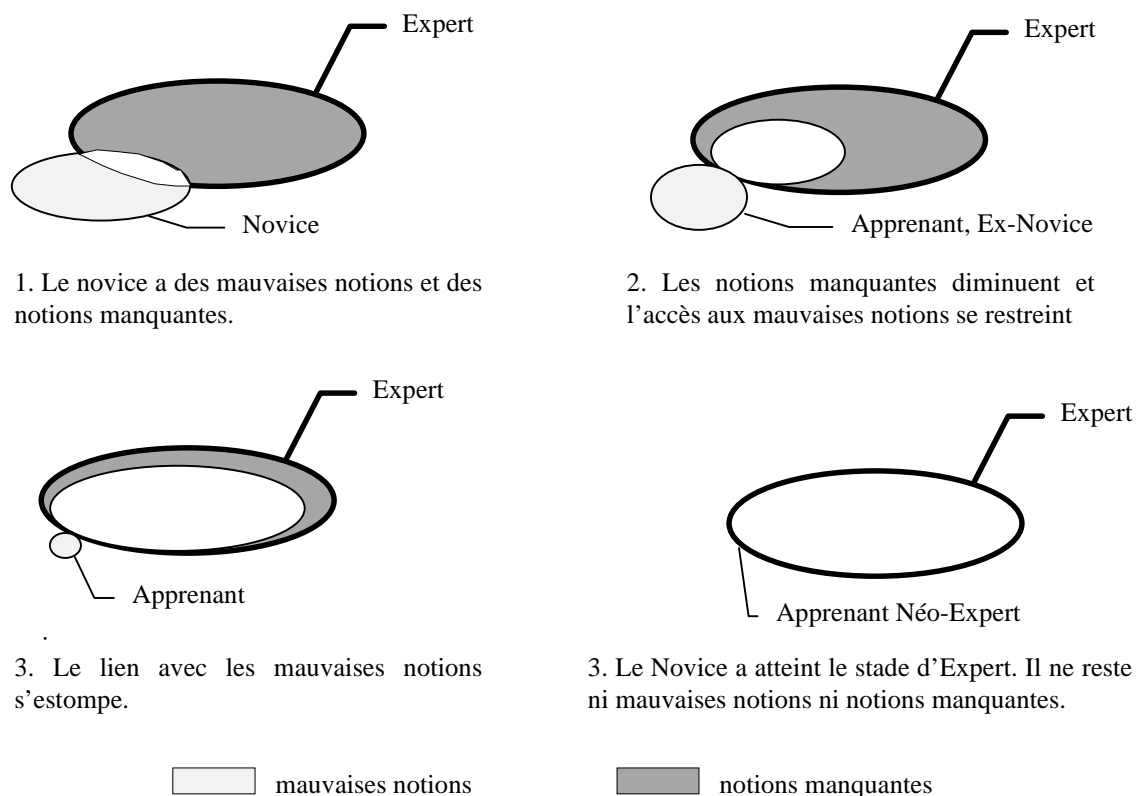 Expert
Novice
1. Le novice a des mauvaises notions et des
notions manquantes.
Expert
Apprenant, Ex-Novice
2. Les notions manquantes diminuent et
l'accès aux mauvaises notions se restreint
Expert
Apprenant
.
3. Le lien avec les mauvaises notions
s'estompe.
Expert
Apprenant Néo-Expert
3. Le Novice a atteint le stade d'Expert. Il ne reste
ni mauvaises notions ni notions manquantes.
mauvaises notions
notions manquantes